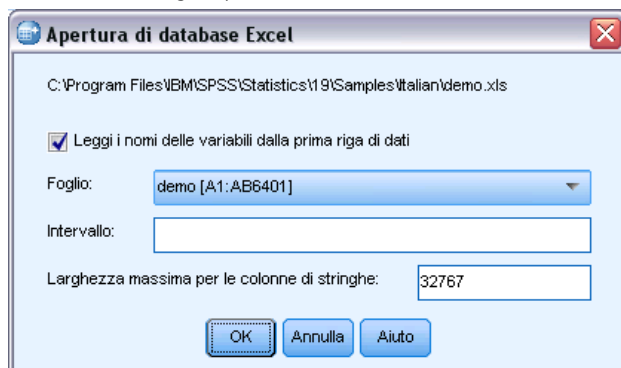 Apertura di database Excel
C:\Program Files\IBM\SPSS\Statistics\19\Samples\Italian\demo.xls
Leggi i nomi delle variabili dalla prima riga di dati
Foglio: demo [A1:AB6401]
Intervallo:
Larghezza massima per le colonne di stringhe: 32767
OK Annulla Aiuto